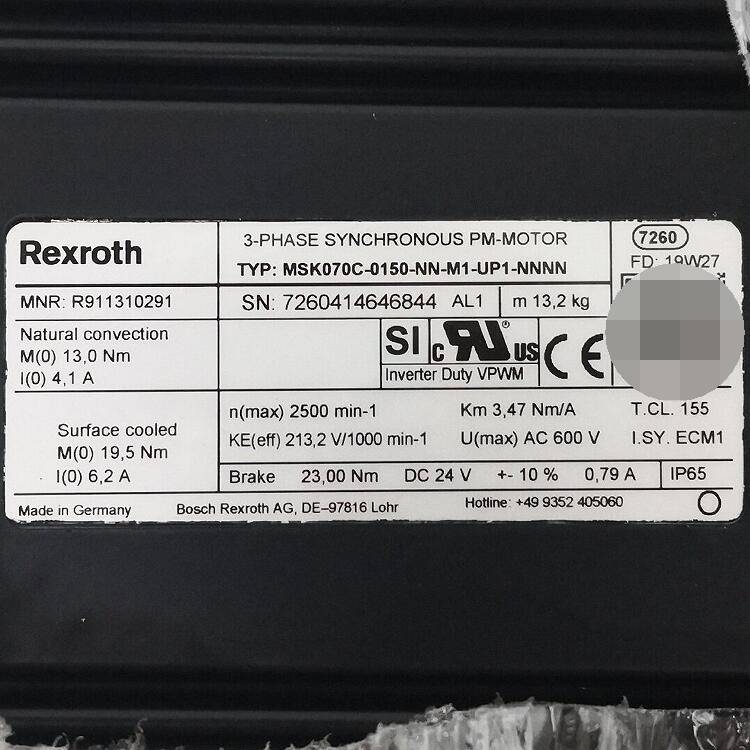 Rexroth
3-PHASE SYNCHRONOUS PM-MOTOR
TYP: MSK070C-0150-NN-M1-UP1-NNNN
7260
FD: 19W27
MNR: R911310291
SN: 7260414646844 AL1
m 13,2 kg
Natural convection
M(0) 13,0 Nm
I(0) 4,1 A
SI
c RU® US
CE
Inverter Duty VPWM
Surface cooled
M(0) 19,5 Nm
I(0) 6,2 A
n(max) 2500 min-1 Km 3,47 Nm/A T.CL. 155
KE(eff) 213,2 V/1000 min-1 U(max) AC 600 V I.SY. ECM1
Brake 23,00 Nm DC 24 V +- 10 % 0,79 A IP65
Made in Germany Bosch Rexroth AG, DE-97816 Lohr Hotline: +49 9352 405060